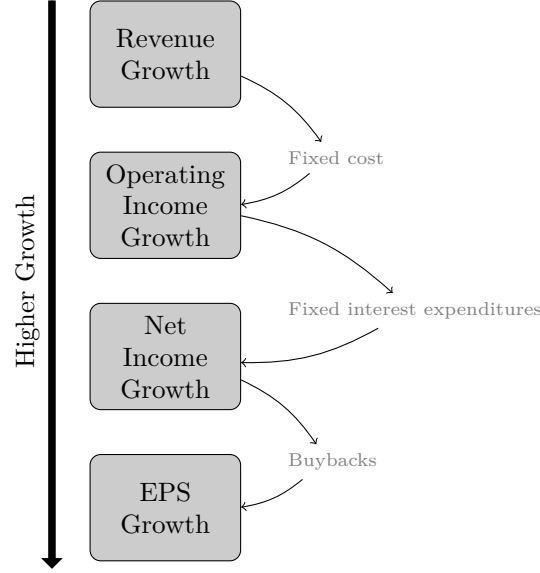 Revenue
Growth
Fixed cost
Operating
Income
Growth
Higher Growth
Fixed interest expenditures
Net
Income
Growth
Buybacks
EPS
Growth